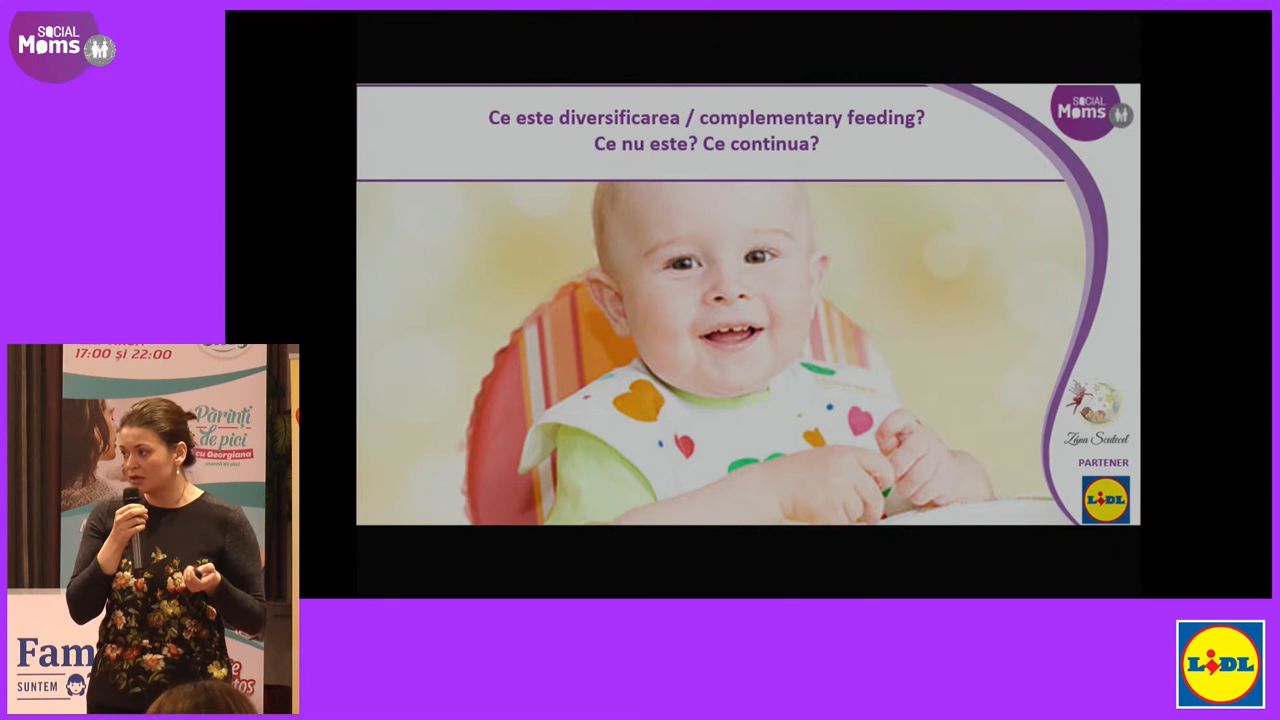 SOCIAL
Moms
Ce este diversificarea / complementary feeding?
Ce nu este? Ce continua?
SOCIAL
Moms
Zâna Scutecel
PARTENER
LiDL
17:00 și 22:00
Părinți
de pici
cu Georgiana
Fam
SUNTEM
LiDL